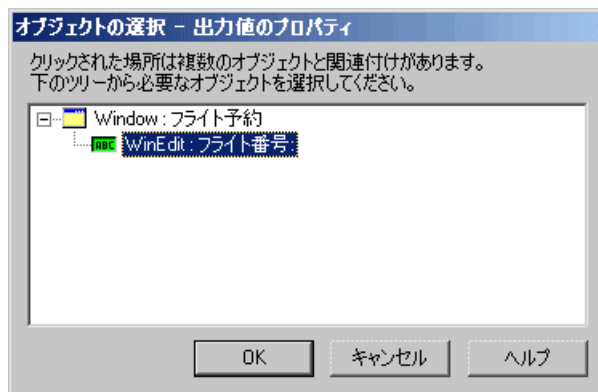 オブジェクトの選択 - 出力値のプロパティ
クリックされた場所は複数のオブジェクトと関連付けがあります。
下のツリーから必要なオブジェクトを選択してください。
Window : フライト予約
ABC WinEdit : フライト番号:
OK キャンセル ヘルプ